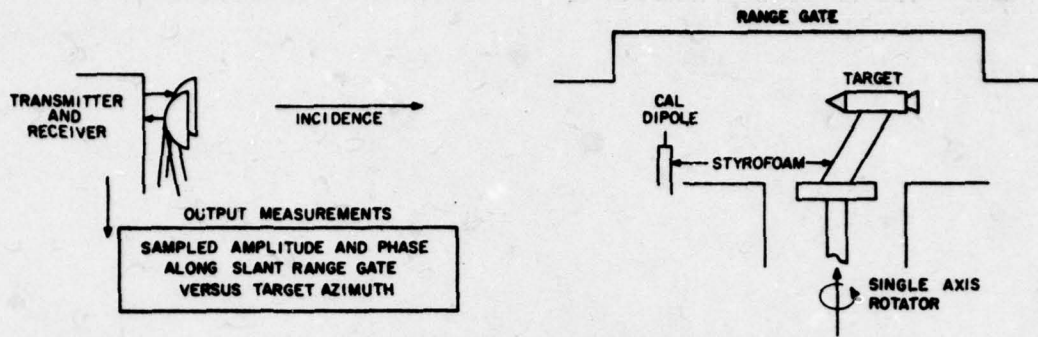 RANGE GATE
TRANSMITTER
AND
RECEIVER
INCIDENCE
CAL
DIPOLE
TARGET
STYROFOAM
OUTPUT MEASUREMENTS
SAMPLED AMPLITUDE AND PHASE
ALONG SLANT RANGE GATE
VERSUS TARGET AZIMUTH
SINGLE AXIS
ROTATOR